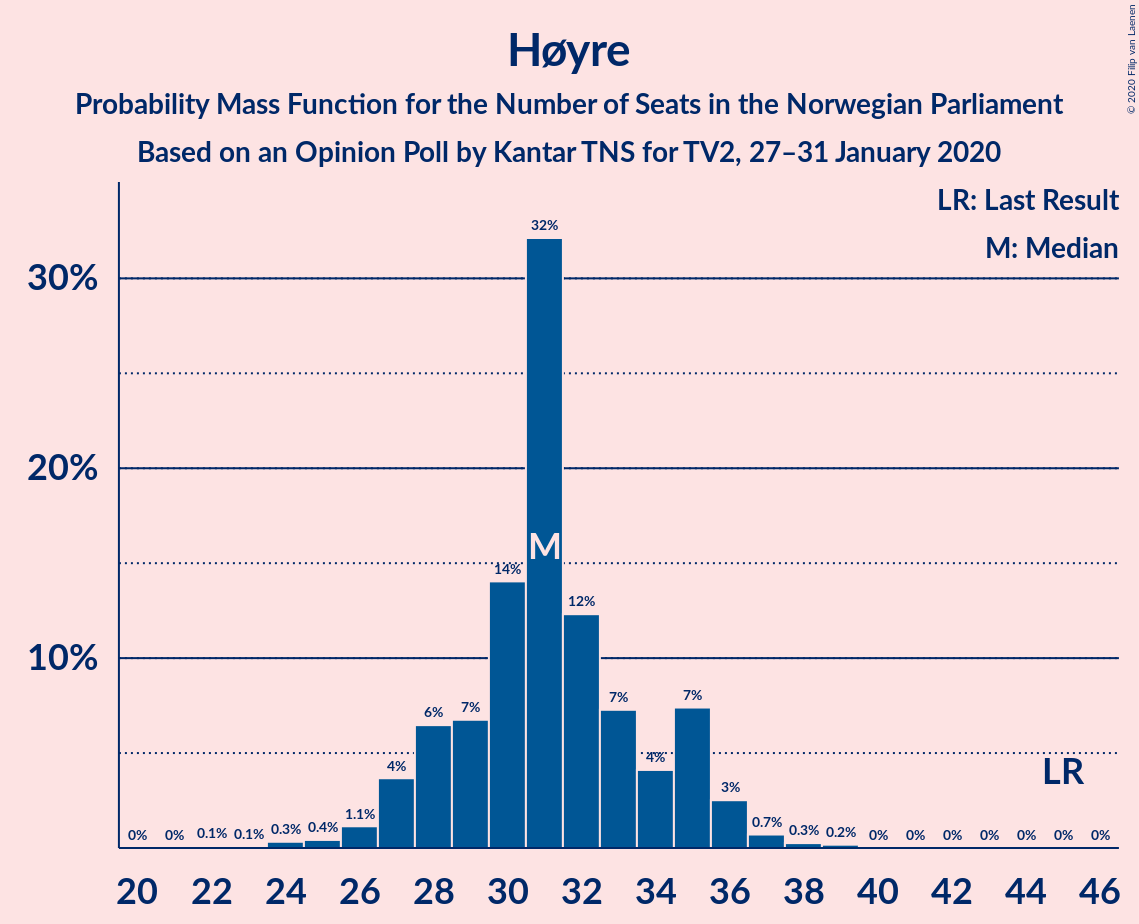 Høyre
Probability Mass Function for the Number of Seats in the Norwegian Parliament
Based on an Opinion Poll by Kantar TNS for TV2, 27–31 January 2020
© 2020 Filip van Laenen
LR: Last Result
M: Median
30%
20%
10%
0% 0% 0.1% 0.1% 0.3% 0.4% 1.1% 4% 6% 7% 14% 32% 12% 7% 4% 7% 3% 0.7% 0.3% 0.2% 0% 0% 0% 0% 0% 0% 0%
M
LR
20 22 24 26 28 30 32 34 36 38 40 42 44 46